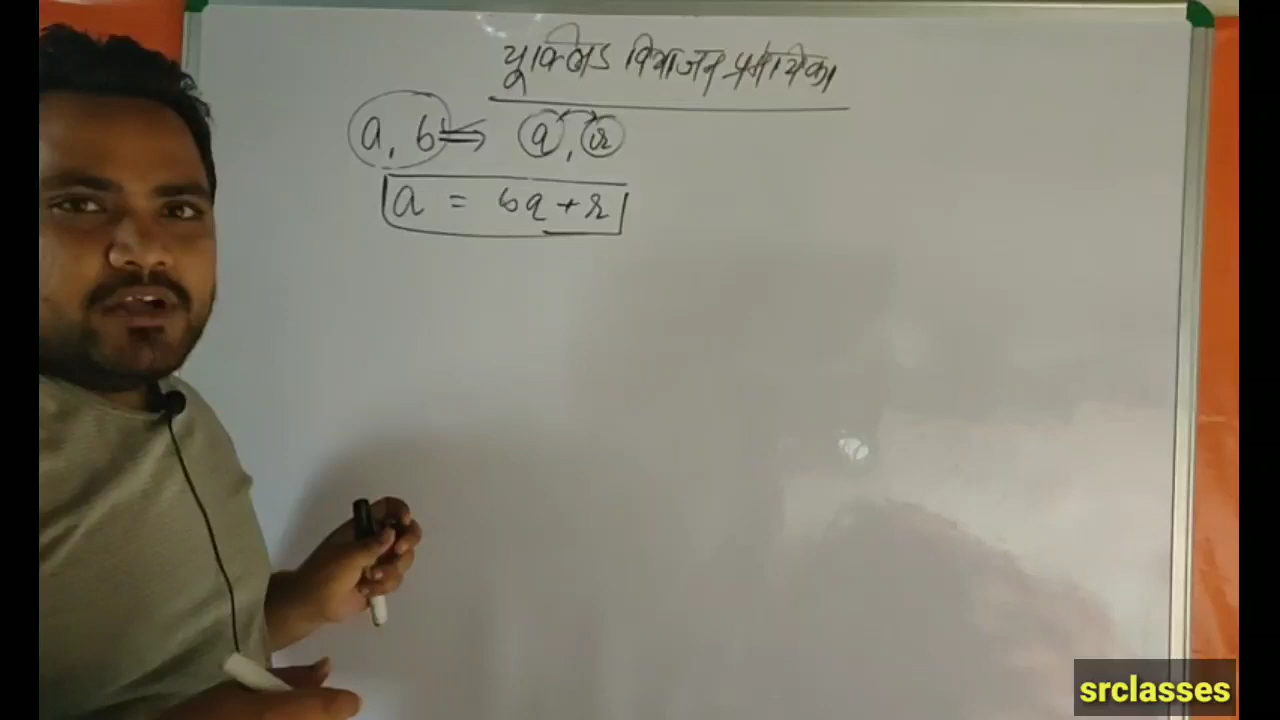 यूक्लिड विभाजन प्रमेयिका
a, b ⇒ q, r
a = bq + r
srclasses